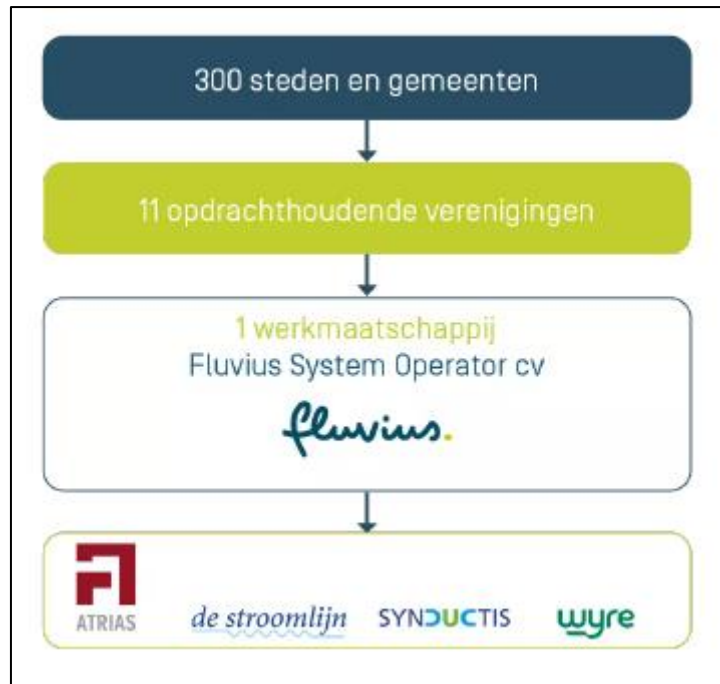 300 steden en gemeenten
11 opdrachthoudende verenigingen
1 werkmaatschappij
Fluvius System Operator cv
fluvius.
ATRIAS
de stroomlijn
SYNDUCTIS
wyre